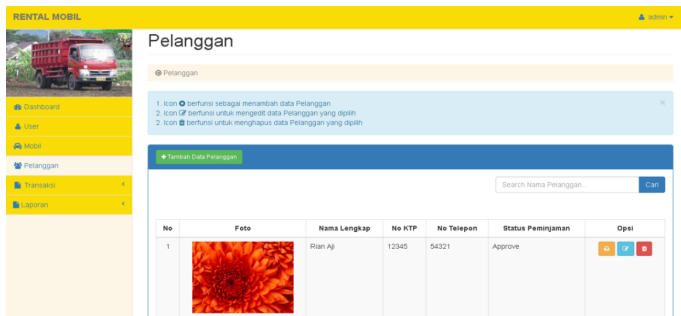 RENTAL MOBIL
admin
Pelanggan
Pelanggan
1. Icon berfunsi sebagai menambah data Pelanggan
2. Icon berfunsi untuk mengedit data Pelanggan yang dipilih
2. Icon berfunsi untuk menghapus data Pelanggan yang dipilih
×
Dashboard
User
Mobil
Pelanggan
Transaksi
Laporan
Tambah Data Pelanggan
Search Nama Pelanggan... Cari
No Foto Nama Lengkap No KTP No Telepon Status Peminjaman Opsi
1 Rian Aji 12345 54321 Approve